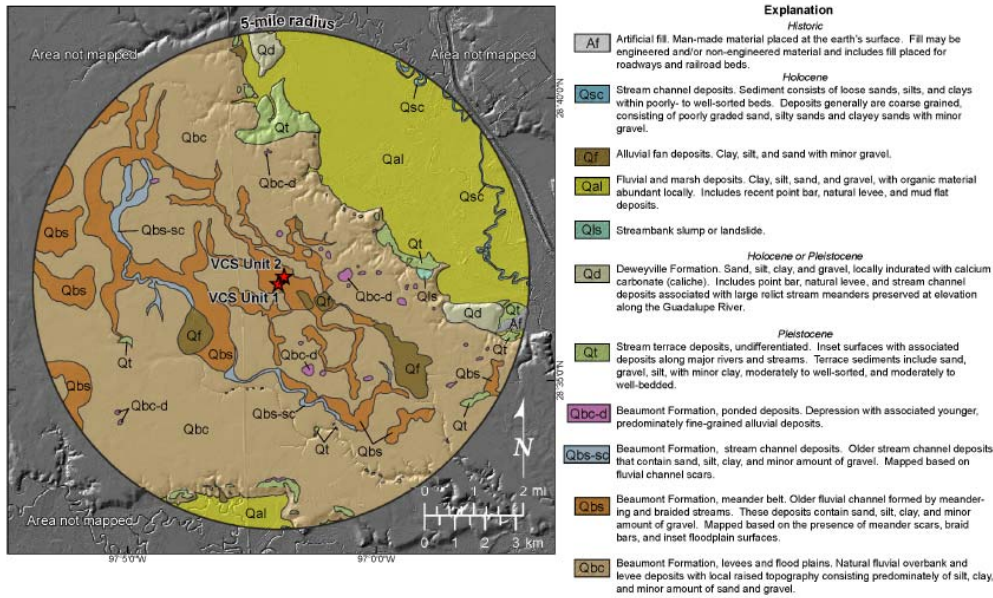 5-mile radius
Area not mapped
Qd
Area not mapped
Qsc
28°40'0"N
Qbc
Qt
Qal
Qbc-d
Qsc
Qbs
Qbs-sc
Qt
VCS Unit 2
Qbs
VCS Unit 1
Qf
Qbc-d
Qls
Qd
Qt
Af
Qf
Qt
Qbs
Qbc-d
Qt
28°35'0"N
Qbs
Qf
Qbs
Qbc-d
Qbs-sc
Qbc
Qt
Qt
Qbs
N
0 1 2 mi
0 1 2 3 km
Area not mapped
Qal
97°5'0"W
97°0'0"W
Explanation
Historic
Af
Artificial fill. Man-made material placed at the earth's surface. Fill may be
engineered and/or non-engineered material and includes fill placed for
roadways and railroad beds.
Holocene
Qsc
Stream channel deposits. Sediment consists of loose sands, silts, and clays
within poorly- to well-sorted beds. Deposits generally are coarse grained,
consisting of poorly graded sand, silty sands and clayey sands with minor
gravel.
Qf
Alluvial fan deposits. Clay, silt, and sand with minor gravel.
Qal
Fluvial and marsh deposits. Clay, silt, sand, and gravel, with organic material
abundant locally. Includes recent point bar, natural levee, and mud flat
deposits.
Qls
Streambank slump or landslide.
Holocene or Pleistocene
Qd
Deweyville Formation. Sand, silt, clay, and gravel, locally indurated with calcium
carbonate (caliche). Includes point bar, natural levee, and stream channel
deposits associated with large relict stream meanders preserved at elevation
along the Guadalupe River.
Pleistocene
Qt
Stream terrace deposits, undifferentiated. Inset surfaces with associated
deposits along major rivers and streams. Terrace sediments include sand,
gravel, silt, with minor clay, moderately to well-sorted, and moderately to
well-bedded.
Qbc-d
Beaumont Formation, ponded deposits. Depression with associated younger,
predominately fine-grained alluvial deposits.
Qbs-sc
Beaumont Formation, stream channel deposits. Older stream channel deposits
that contain sand, silt, clay, and minor amount of gravel. Mapped based on
fluvial channel scars.
Qbs
Beaumont Formation, meander belt. Older fluvial channel formed by meander-
ing and braided streams. These deposits contain sand, silt, clay, and minor
amount of gravel. Mapped based on the presence of meander scars, braid
bars, and inset floodplain surfaces.
Qbc
Beaumont Formation, levees and flood plains. Natural fluvial overbank and
levee deposits with local raised topography consisting predominately of silt, clay,
and minor amount of sand and gravel.